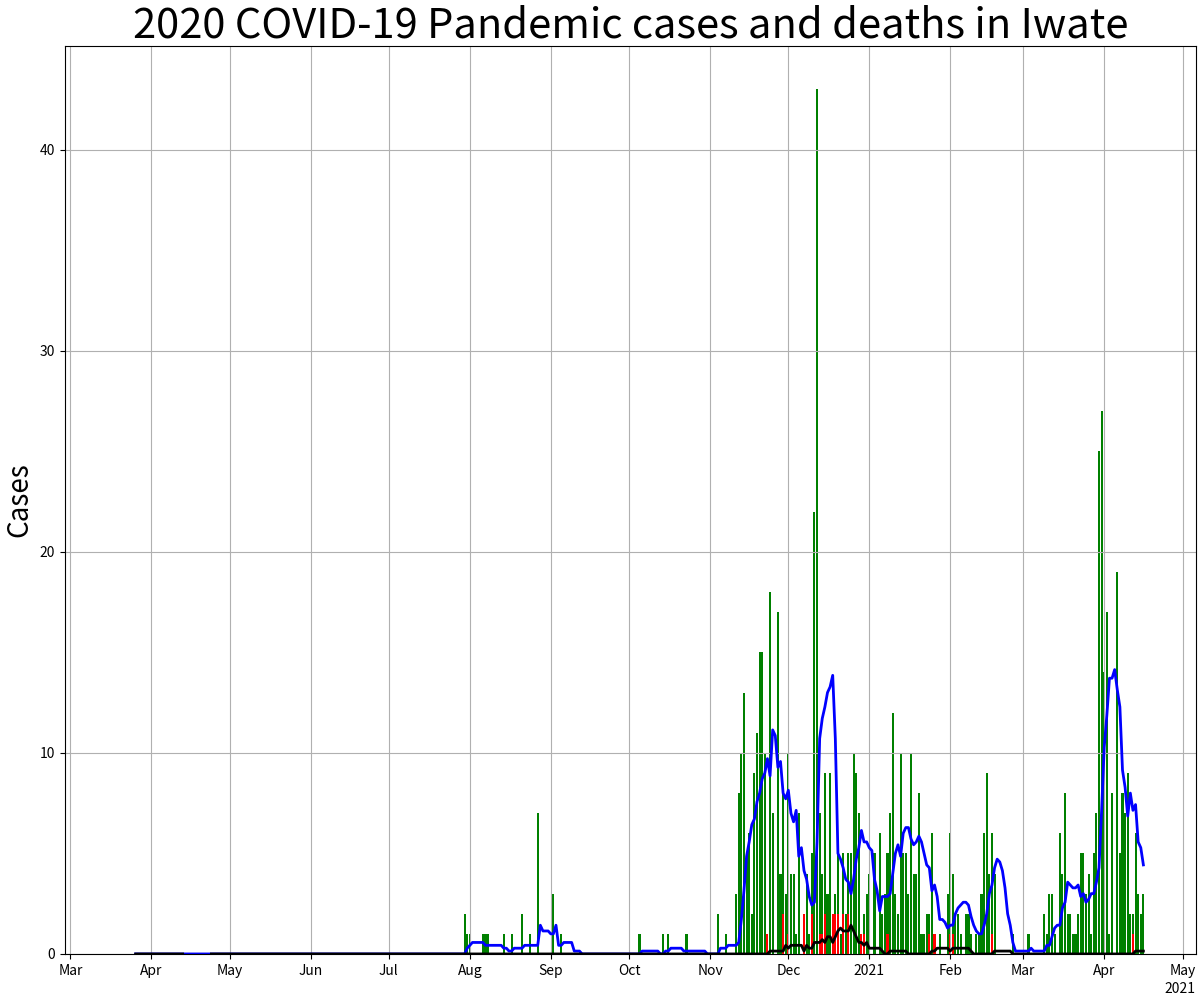 2020 COVID-19 Pandemic cases and deaths in Iwate
Cases
40
30
20
10
0
Mar Apr May Jun Jul Aug Sep Oct Nov Dec 2021 Feb Mar Apr May
2021